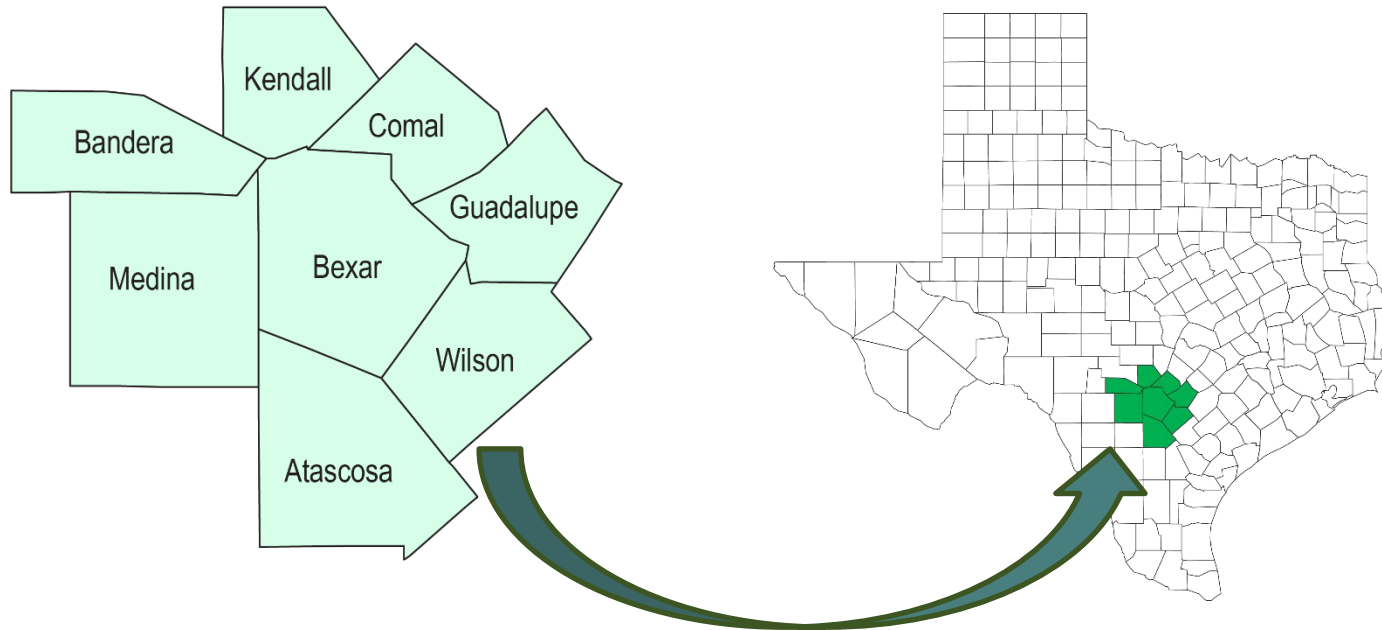 Kendall
Comal
Bandera
Guadalupe
Bexar
Medina
Wilson
Atascosa